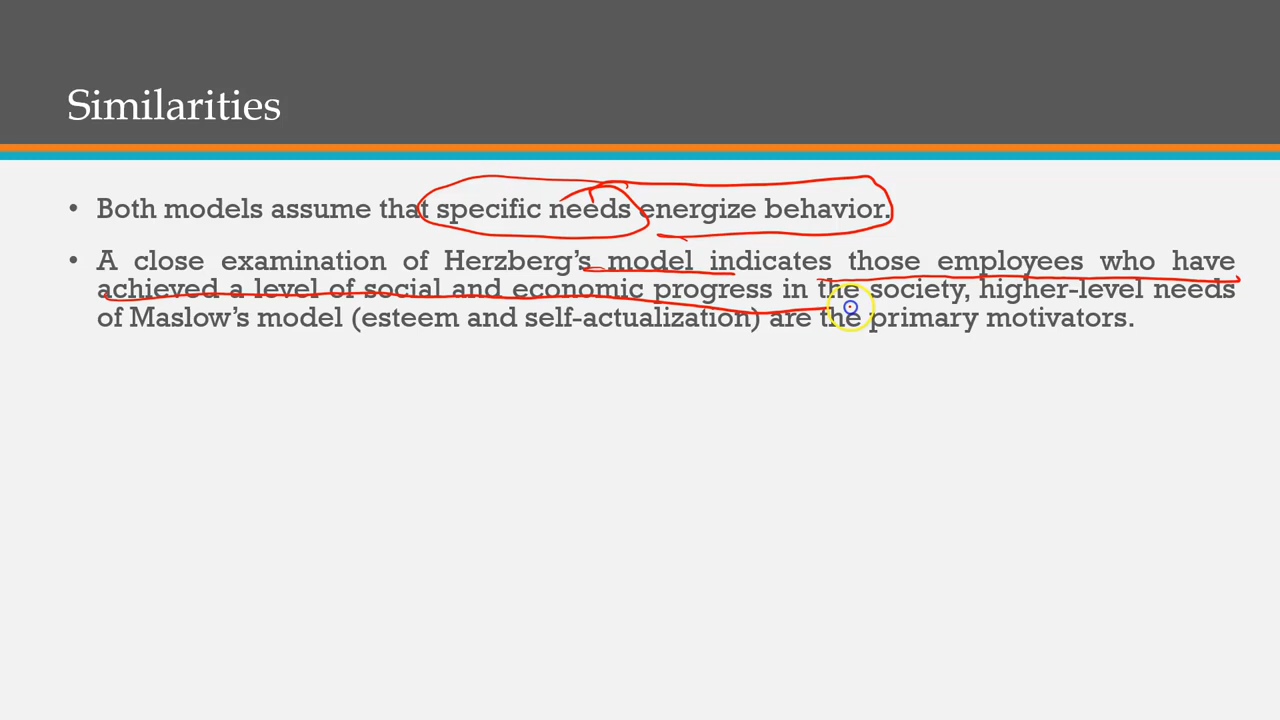 Similarities
• Both models assume that specific needs energize behavior.
• A close examination of Herzberg's model indicates those employees who have
achieved a level of social and economic progress in the society, higher-level needs
of Maslow's model (esteem and self-actualization) are the primary motivators.